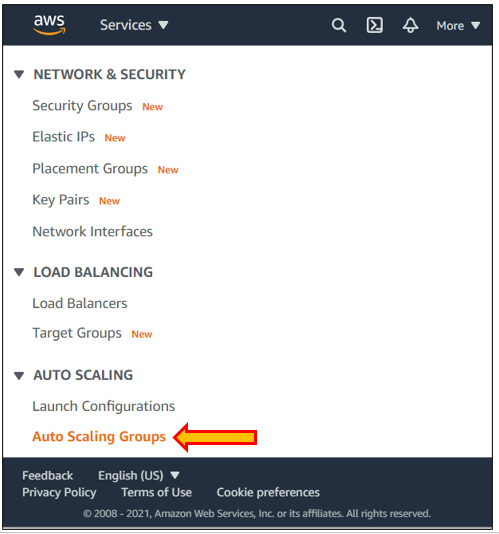 aws Services More
NETWORK & SECURITY
Security Groups New
Elastic IPs New
Placement Groups New
Key Pairs New
Network Interfaces
LOAD BALANCING
Load Balancers
Target Groups New
AUTO SCALING
Launch Configurations
Auto Scaling Groups
Feedback English (US)
Privacy Policy Terms of Use Cookie preferences
© 2008 - 2021, Amazon Web Services, Inc. or its affiliates. All rights reserved.